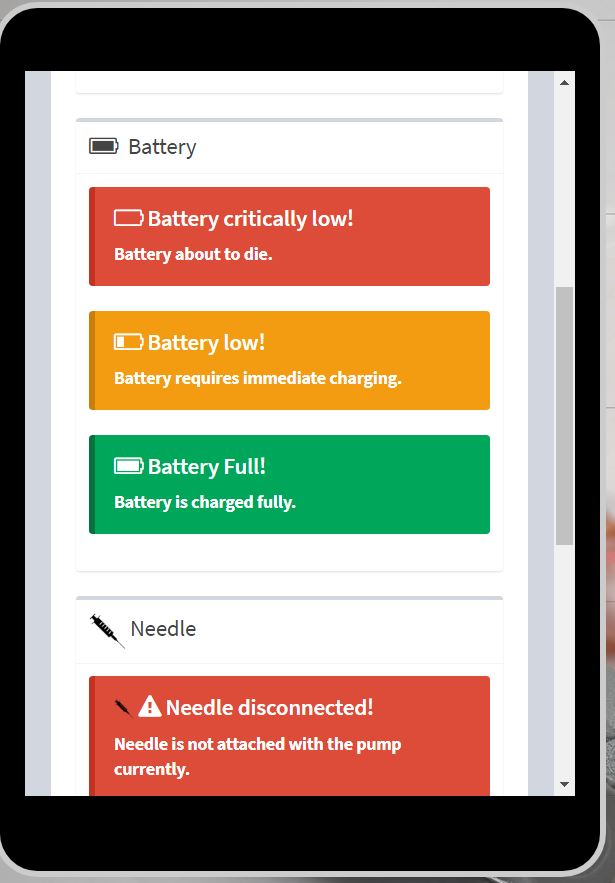 Battery
Battery critically low!
Battery about to die.
Battery low!
Battery requires immediate charging.
Battery Full!
Battery is charged fully.
Needle
Needle disconnected!
Needle is not attached with the pump
currently.